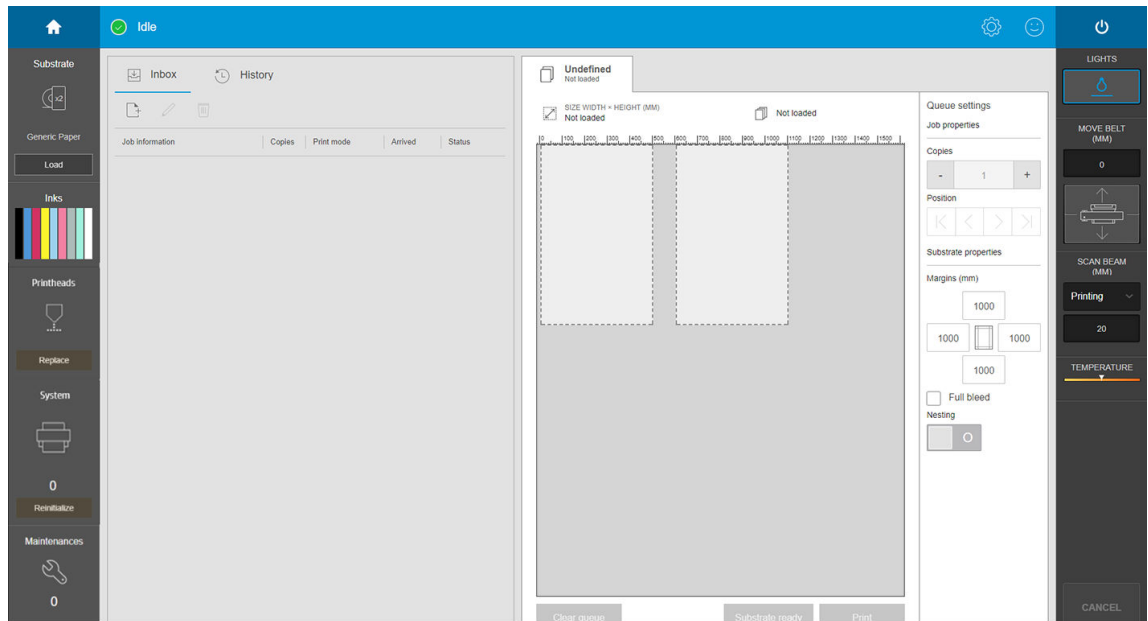 Idle
Substrate
x2
Generic Paper
Load
Inks
Printheads
Replace
System
0
Reinitialize
Maintenances
0
Inbox
History
Job information
Copies
Print mode
Arrived
Status
Undefined
Not loaded
SIZE WIDTH × HEIGHT (MM)
Not loaded
Not loaded
0 100 200 300 400 500 600 700 800 900 1000 1100 1200 1300 1400 1500
Clear queue
Substrate ready
Print
Queue settings
Job properties
Copies
- 1 +
Position
Substrate properties
Margins (mm)
1000
1000 1000
1000
Full bleed
Nesting
O
LIGHTS
MOVE BELT
(MM)
0
SCAN BEAM
(MM)
Printing
20
TEMPERATURE
CANCEL